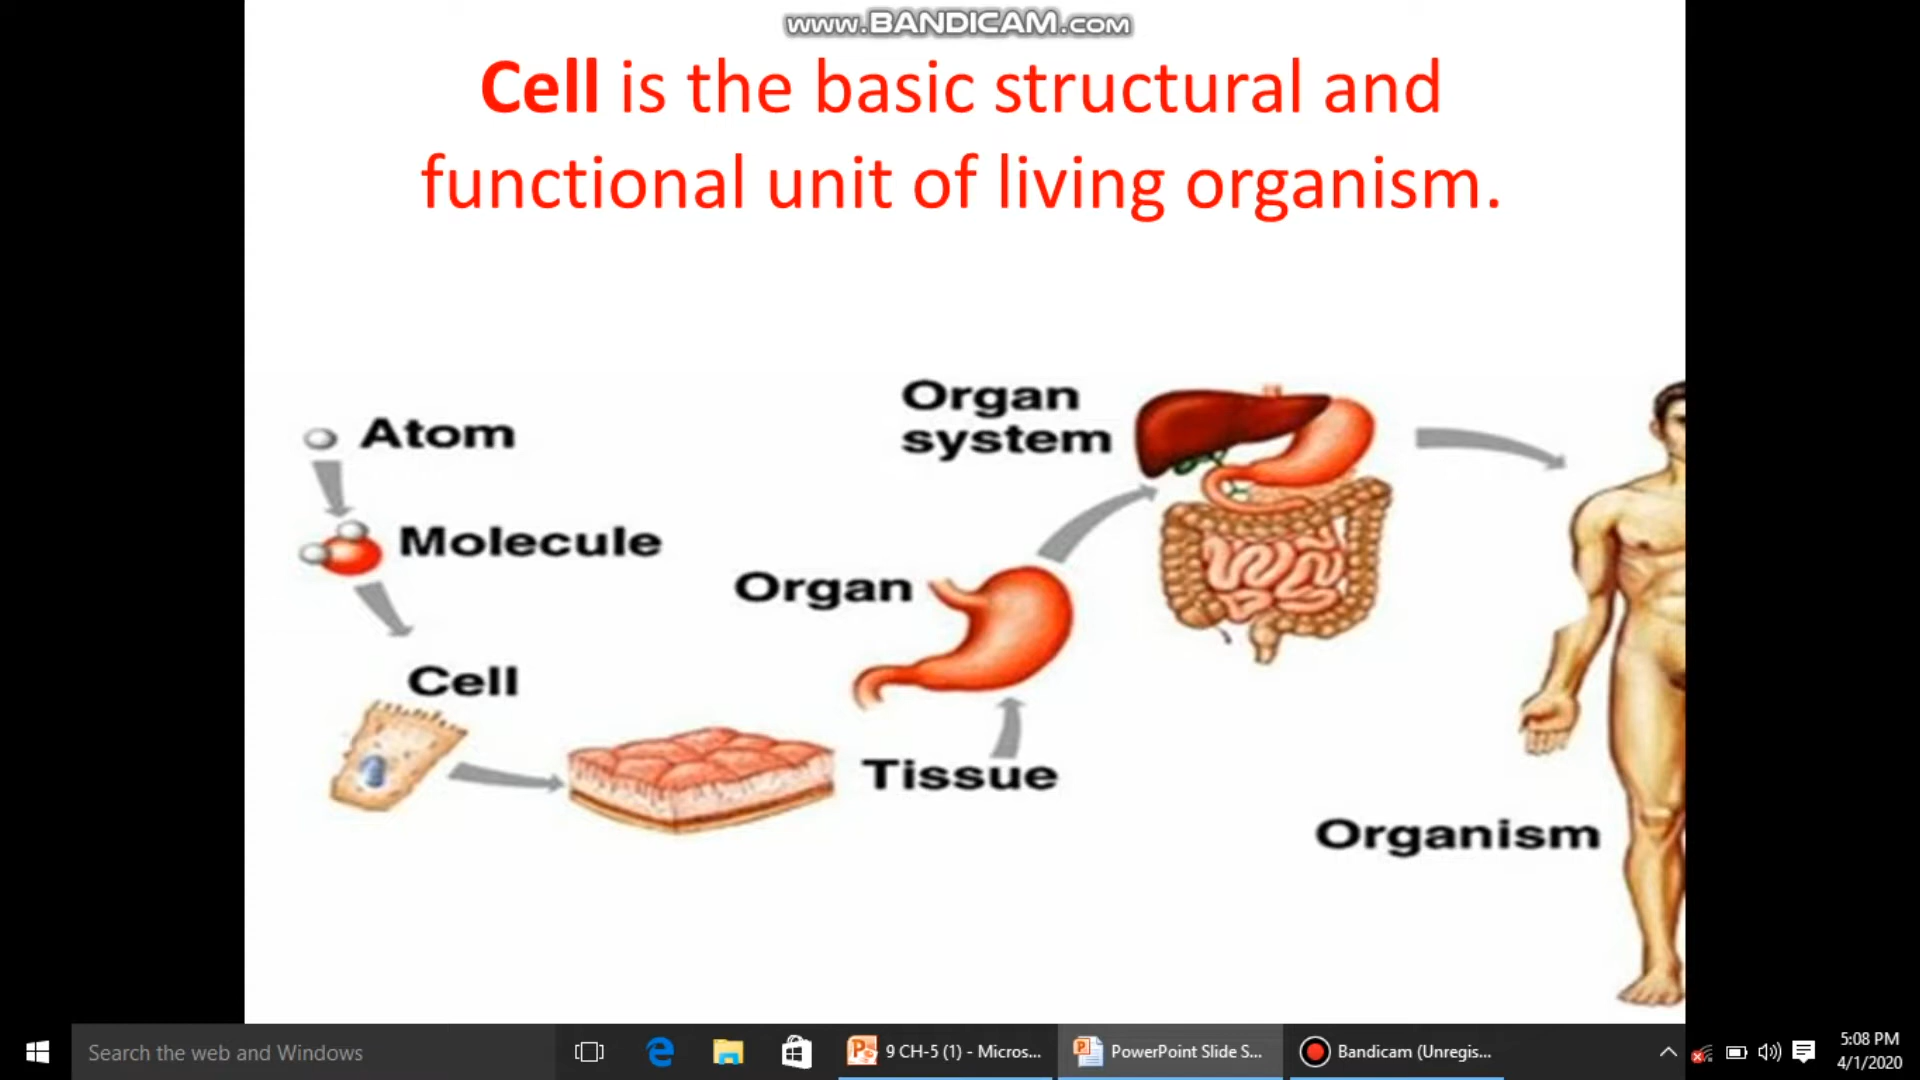 www.BANDICAM.com
Cell is the basic structural and
functional unit of living organism.
Atom
Molecule
Cell
Tissue
Organ
Organ
system
Organism
Search the web and Windows
9 CH-5 (1) - Micros...
PowerPoint Slide S...
Bandicam (Unregis...
5:08 PM
4/1/2020